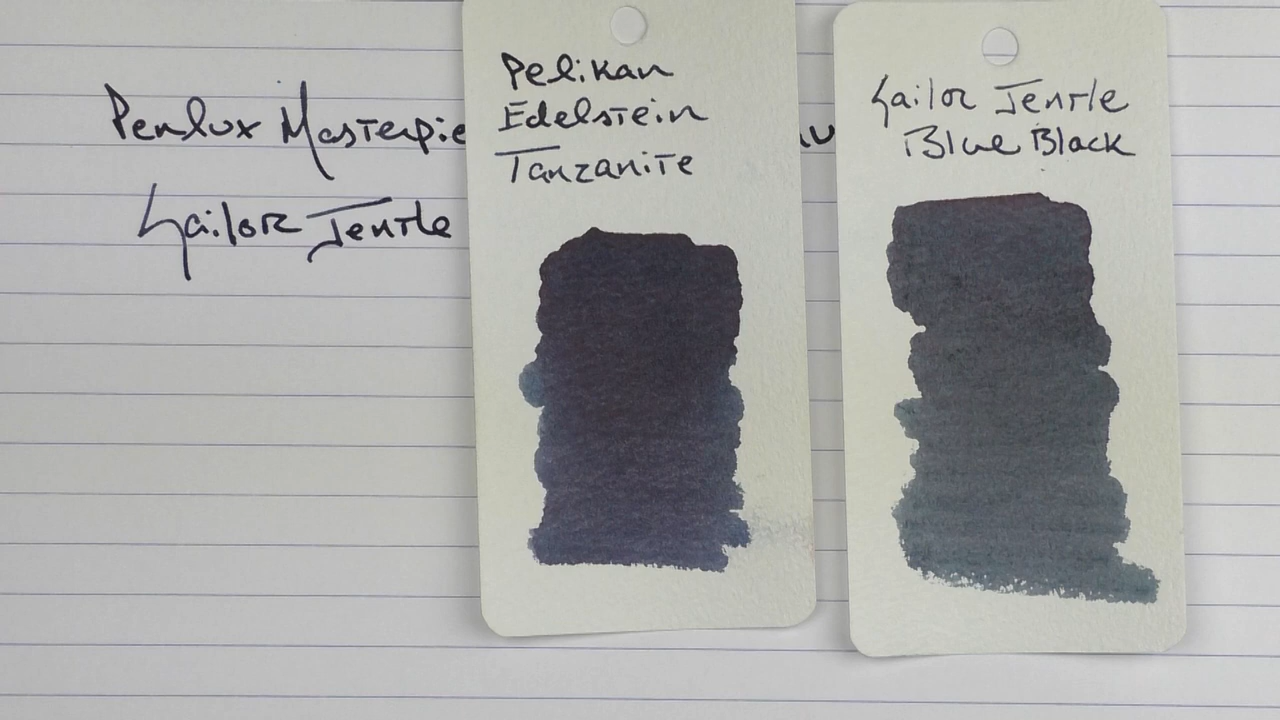 Penlux Masterpie
Sailor Jentle
Pelikan
Edelstein
Tanzanite
Sailor Jentle
Blue Black